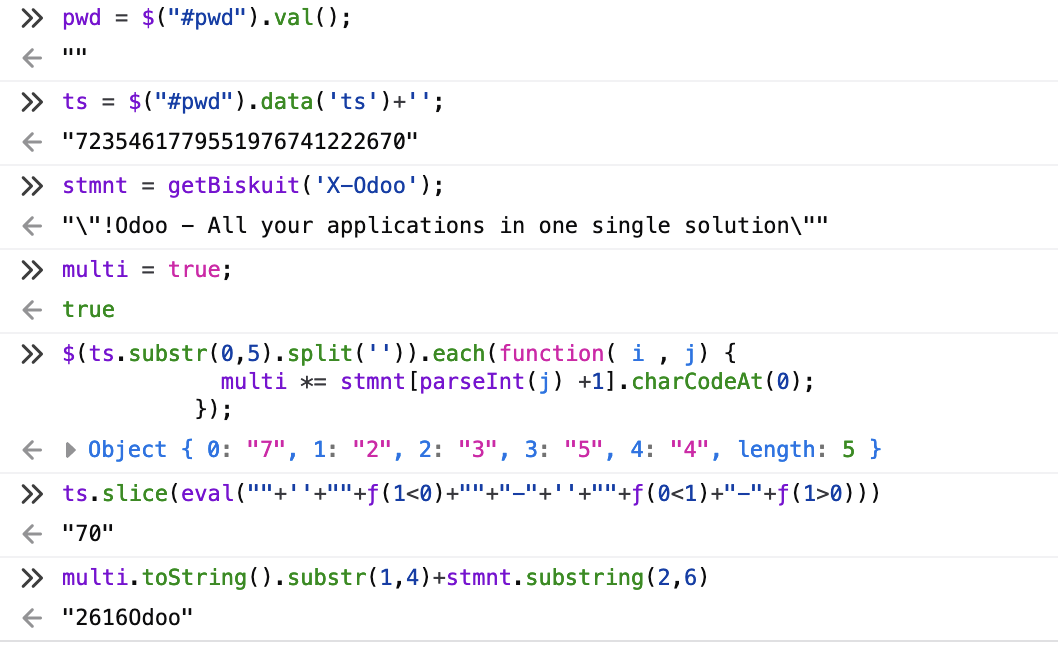 >> pwd = $("#pwd").val();
← ""
>> ts = $("#pwd").data('ts')+'';
← "72354617795519767412​22670"
>> stmnt = getBiskuit('X-Odoo');
← "\"!Odoo – All your applications in one single solution\""
>> multi = true;
← true
>> $(ts.substr(0,5).split('')).each(function( i , j) {
multi *= stmnt[parseInt(j) +1].charCodeAt(0);
});
← ▶ Object { 0: "7", 1: "2", 2: "3", 3: "5", 4: "4", length: 5 }
>> ts.slice(eval(""+''+""+ƒ(1<0)+""+"-"+''+""+ƒ(0<1)+"-"+ƒ(1>0)))
← "70"
>> multi.toString().substr(1,4)+stmnt.substring(2,6)
← "2616Odoo"